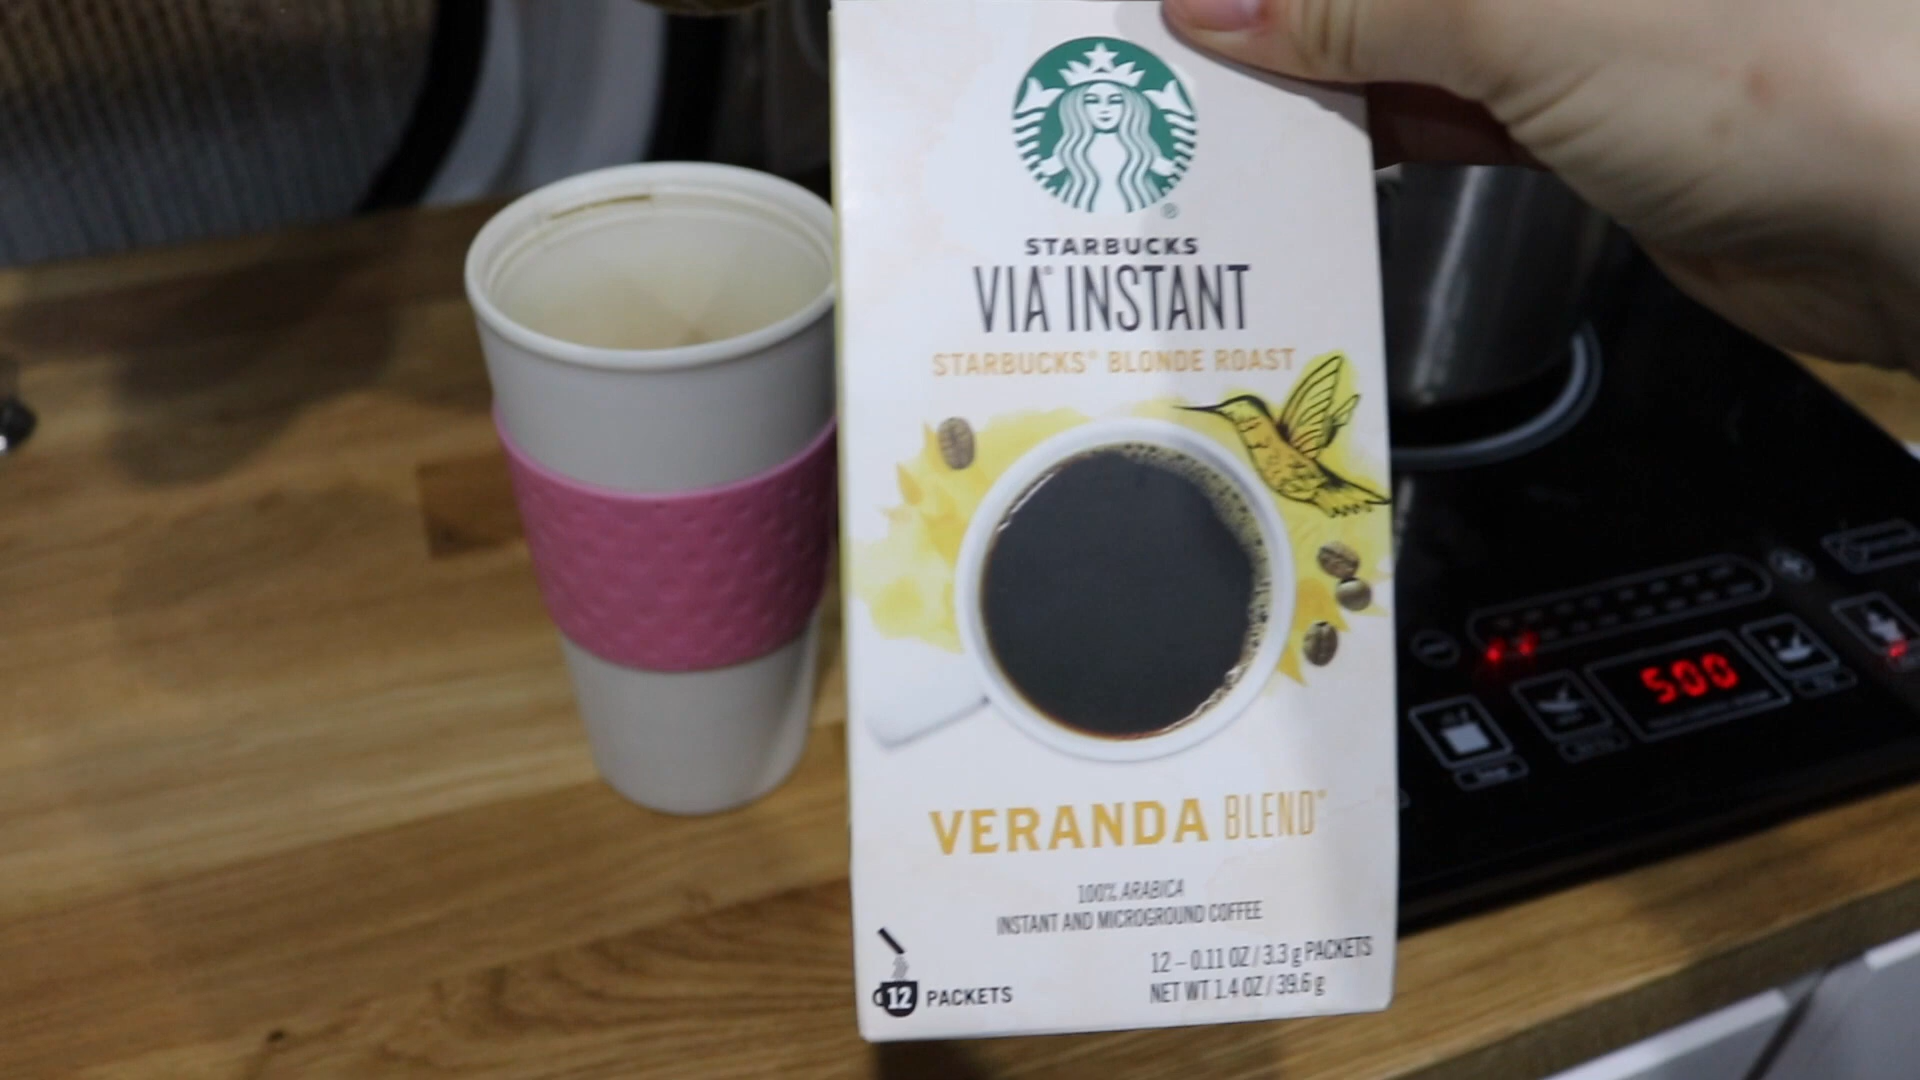 ®
STARBUCKS
VIA® INSTANT
STARBUCKS® BLONDE ROAST
VERANDA BLEND®
100% ARABICA
INSTANT AND MICROGROUND COFFEE
12 – 0.11 OZ / 3.3 g PACKETS
NET WT 1.4 OZ / 39.6 g
12 PACKETS
500